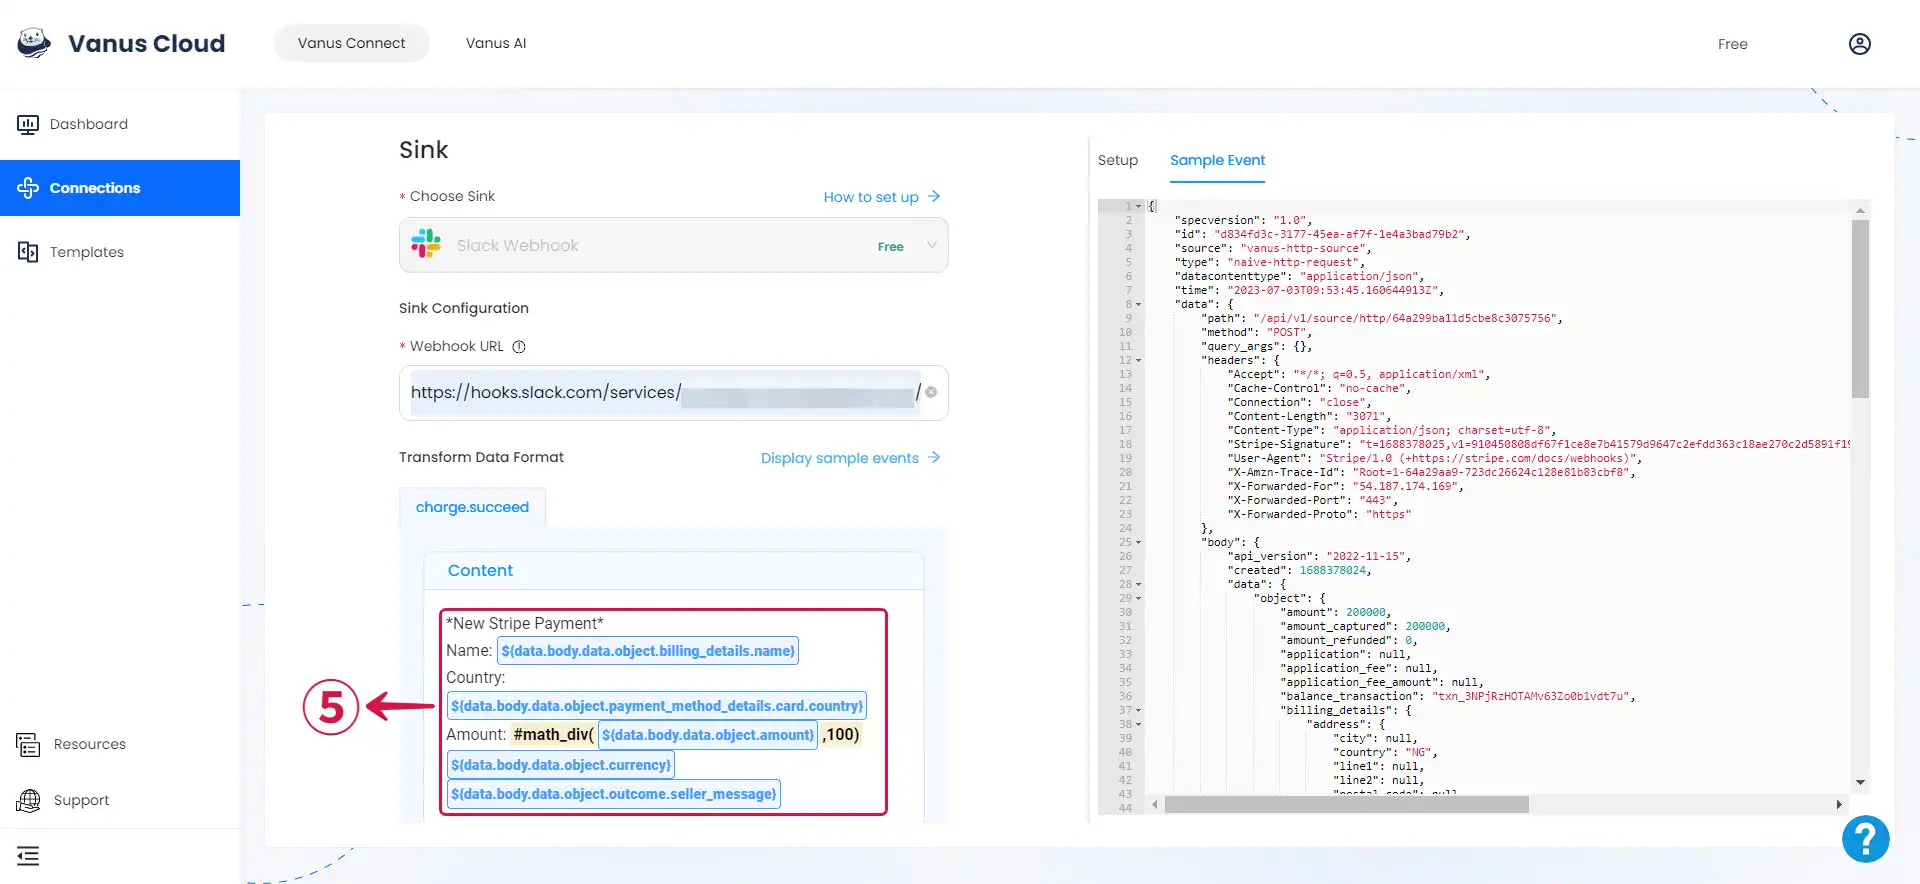 Vanus Cloud
Vanus Connect
Vanus AI
Free
Dashboard
Connections
Templates
Resources
Support
Sink
* Choose Sink
How to set up →
Slack Webhook
Free
Sink Configuration
* Webhook URL
https://hooks.slack.com/services/ /
Transform Data Format
Display sample events →
charge.succeed
Content
*New Stripe Payment*
Name: ${data.body.data.object.billing_details.name}
Country:
${data.body.data.object.payment_method_details.card.country}
Amount: #math_div( ${data.body.data.object.amount} ,100)
${data.body.data.object.currency}
${data.body.data.object.outcome.seller_message}
5
Setup
Sample Event
1 {
2 "specversion": "1.0",
3 "id": "d834fd3c-3177-45ea-af7f-1e4a3bad79b2",
4 "source": "vanus-http-source",
5 "type": "naive-http-request",
6 "datacontenttype": "application/json",
7 "time": "2023-07-03T09:53:45.160644913Z",
8 "data": {
9 "path": "/api/v1/source/http/64a299ba11d5cbe8c3075756",
10 "method": "POST",
11 "query_args": {},
12 "headers": {
13 "Accept": "*/*; q=0.5, application/xml",
14 "Cache-Control": "no-cache",
15 "Connection": "close",
16 "Content-Length": "3071",
17 "Content-Type": "application/json; charset=utf-8",
18 "Stripe-Signature": "t=1688378025,v1=910450808df67f1ce8e7b41579d9647c2efdd363c18ae270c2d5891f19
19 "User-Agent": "Stripe/1.0 (+https://stripe.com/docs/webhooks)",
20 "X-Amzn-Trace-Id": "Root=1-64a29aa9-723dc26624c128e81b83cbf8",
21 "X-Forwarded-For": "54.187.174.169",
22 "X-Forwarded-Port": "443",
23 "X-Forwarded-Proto": "https"
24 },
25 "body": {
26 "api_version": "2022-11-15",
27 "created": 1688378024,
28 "data": {
29 "object": {
30 "amount": 200000,
31 "amount_captured": 200000,
32 "amount_refunded": 0,
33 "application": null,
34 "application_fee": null,
35 "application_fee_amount": null,
36 "balance_transaction": "txn_3NPjRzHOTAMv63Zo0b1vdt7u",
37 "billing_details": {
38 "address": {
39 "city": null,
40 "country": "NG",
41 "line1": null,
42 "line2": null,
43 "postal_code": null
44
?